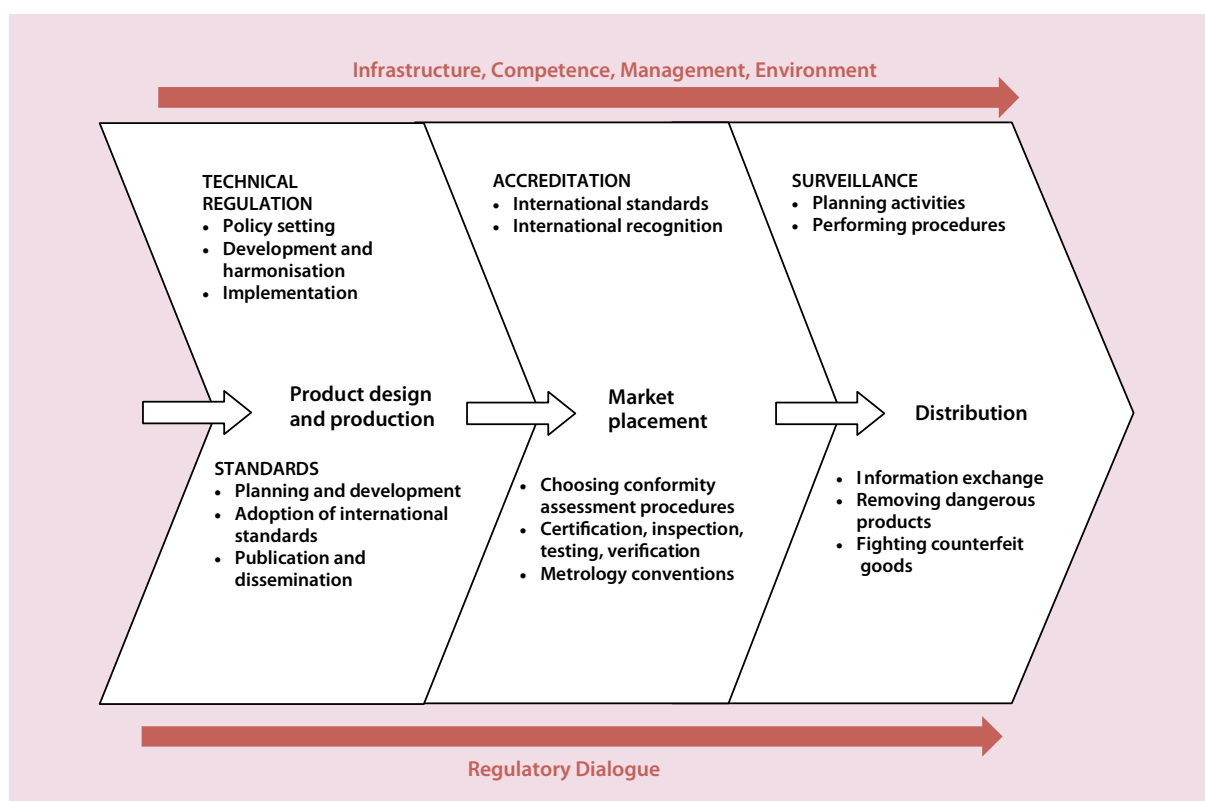 Infrastructure, Competence, Management, Environment
TECHNICAL
REGULATION
• Policy setting
• Development and
harmonisation
• Implementation
Product design
and production
STANDARDS
• Planning and development
• Adoption of international
standards
• Publication and
dissemination
ACCREDITATION
• International standards
• International recognition
Market
placement
• Choosing conformity
assessment procedures
• Certification, inspection,
testing, verification
• Metrology conventions
SURVEILLANCE
• Planning activities
• Performing procedures
Distribution
• Information exchange
• Removing dangerous
products
• Fighting counterfeit
goods
Regulatory Dialogue